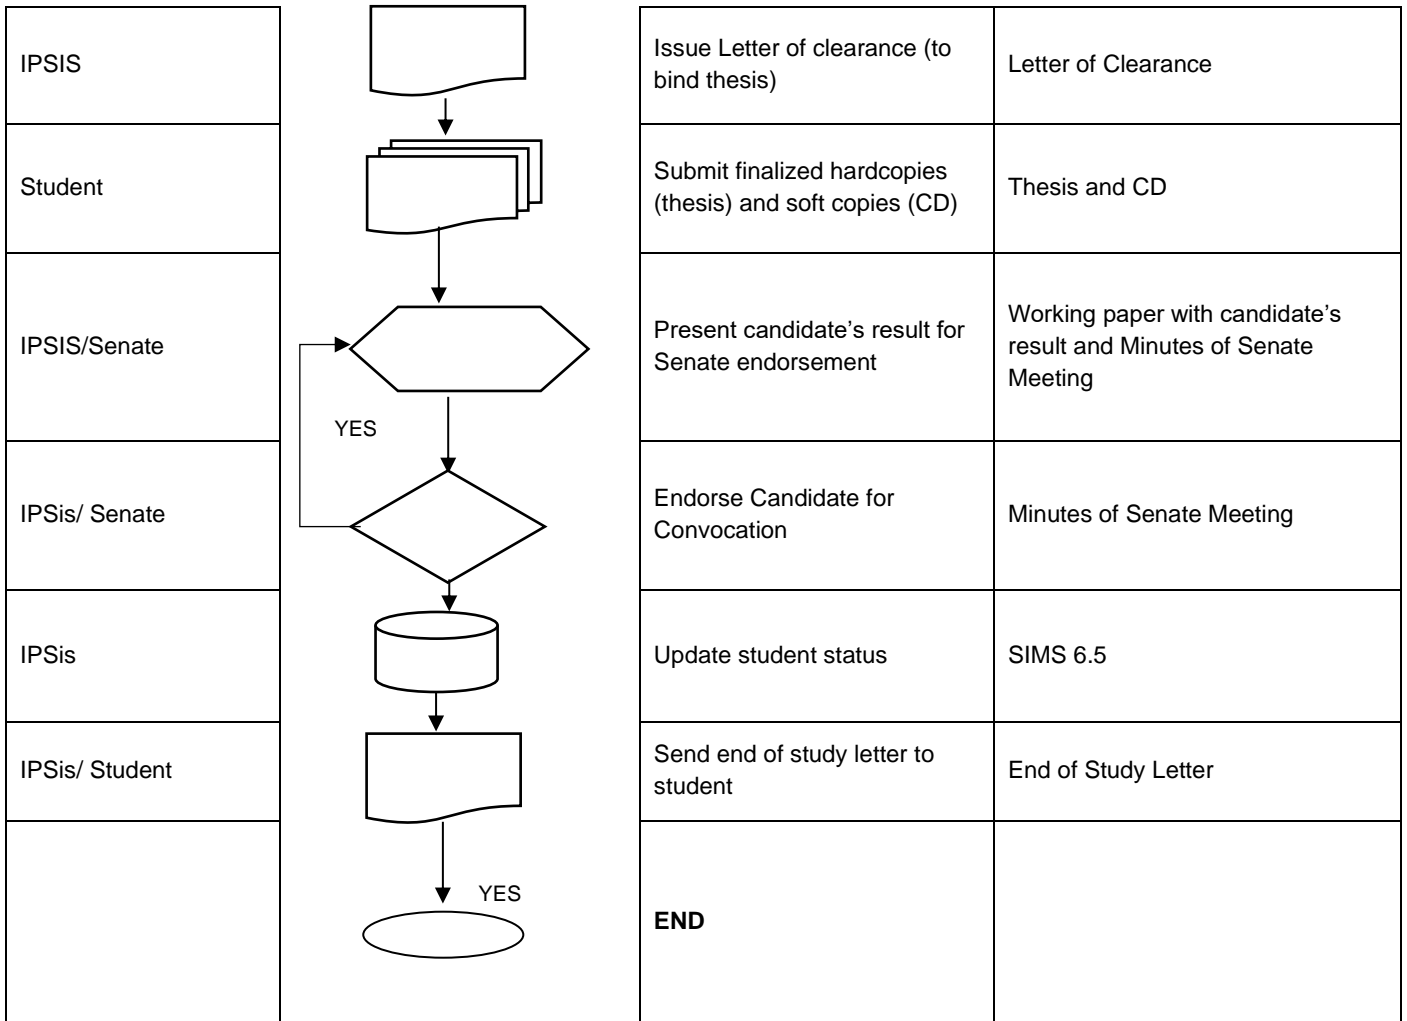 IPSIS
Issue Letter of clearance (to
bind thesis)
Letter of Clearance
Student
Submit finalized hardcopies
(thesis) and soft copies (CD)
Thesis and CD
IPSIS/Senate
YES
Present candidate’s result for
Senate endorsement
Working paper with candidate’s
result and Minutes of Senate
Meeting
IPSis/ Senate
Endorse Candidate for
Convocation
Minutes of Senate Meeting
IPSis
Update student status
SIMS 6.5
IPSis/ Student
Send end of study letter to
student
End of Study Letter
YES
END